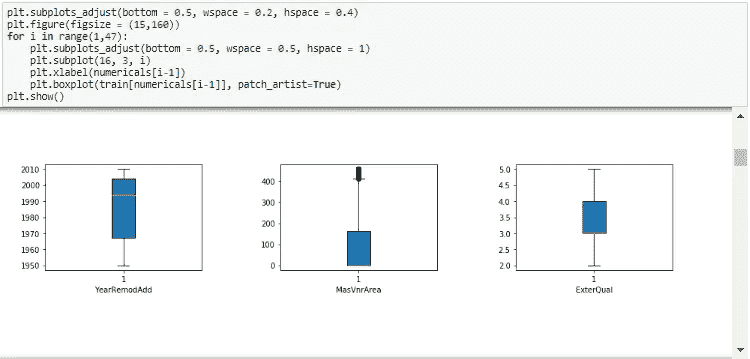 plt.subplots_adjust(bottom = 0.5, wspace = 0.2, hspace = 0.4)
plt.figure(figsize = (15,160))
for i in range(1,47):
    plt.subplots_adjust(bottom = 0.5, wspace = 0.5, hspace = 1)
    plt.subplot(16, 3, i)
    plt.xlabel(numericals[i-1])
    plt.boxplot(train[numericals[i-1]], patch_artist=True)
plt.show()
2010
2000
1990
1980
1970
1960
1950
1
YearRemodAdd
400
300
200
100
0
1
MasVnrArea
5.0
4.5
4.0
3.5
3.0
2.5
2.0
1
ExterQual